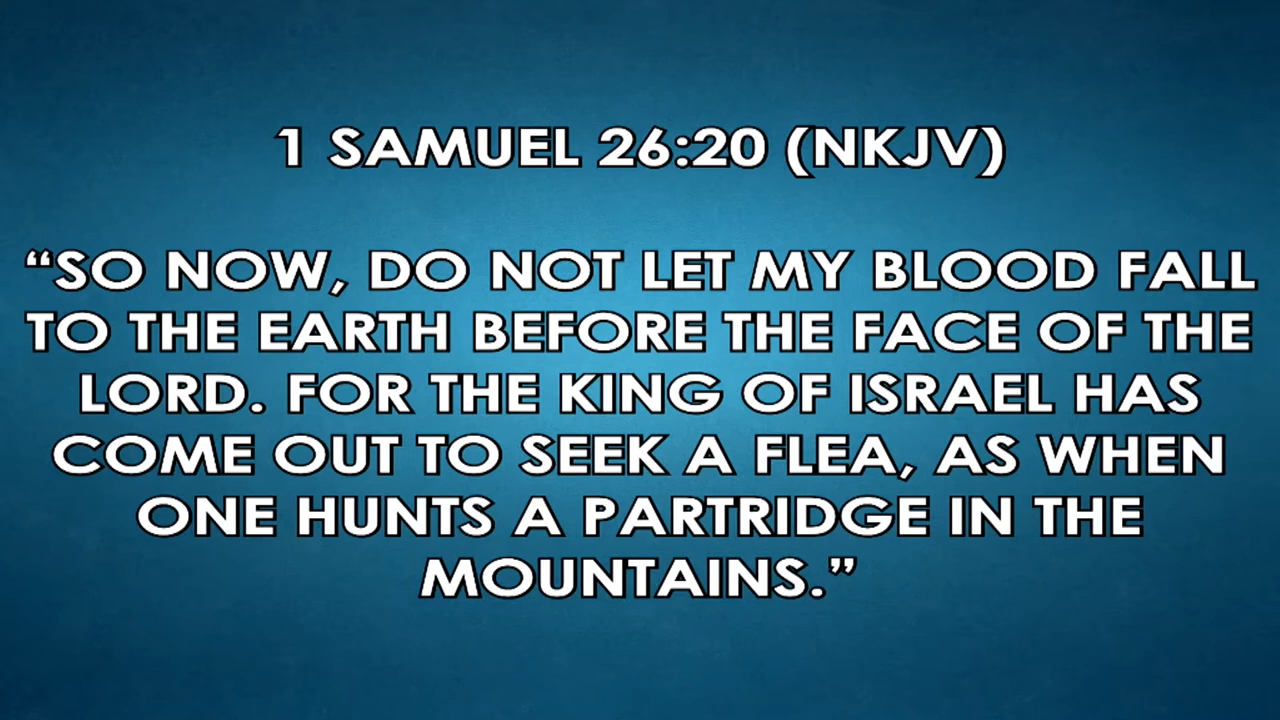 1 SAMUEL 26:20 (NKJV)
“SO NOW, DO NOT LET MY BLOOD FALL
TO THE EARTH BEFORE THE FACE OF THE
LORD. FOR THE KING OF ISRAEL HAS
COME OUT TO SEEK A FLEA, AS WHEN
ONE HUNTS A PARTRIDGE IN THE
MOUNTAINS.”